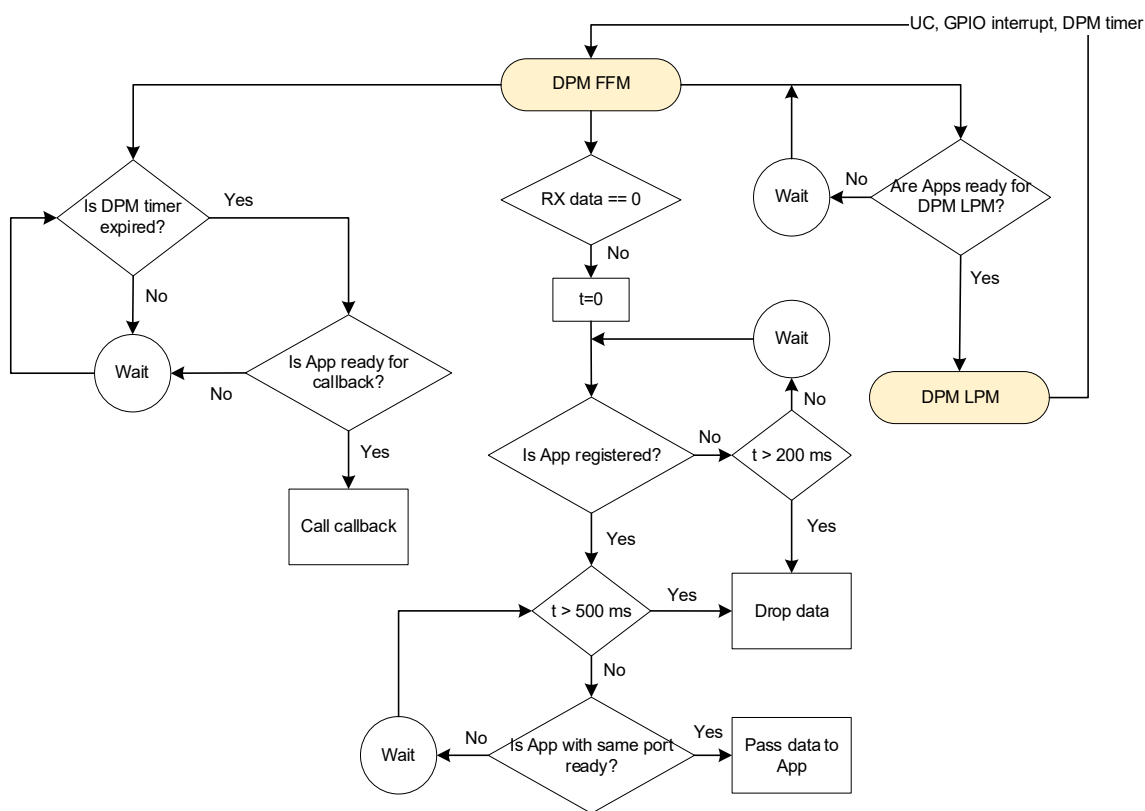 UC, GPIO interrupt, DPM timer
DPM FFM
Is DPM timer
expired?
Yes
No
Wait
Is App ready for
callback?
No
Yes
Call callback
RX data == 0
No
t=0
Wait
No
Is App registered?
No
t > 200 ms
Yes
Yes
t > 500 ms
Yes
Drop data
No
Wait
No
Is App with same port
ready?
Yes
Pass data to
App
Wait
No
Are Apps ready for
DPM LPM?
Yes
DPM LPM